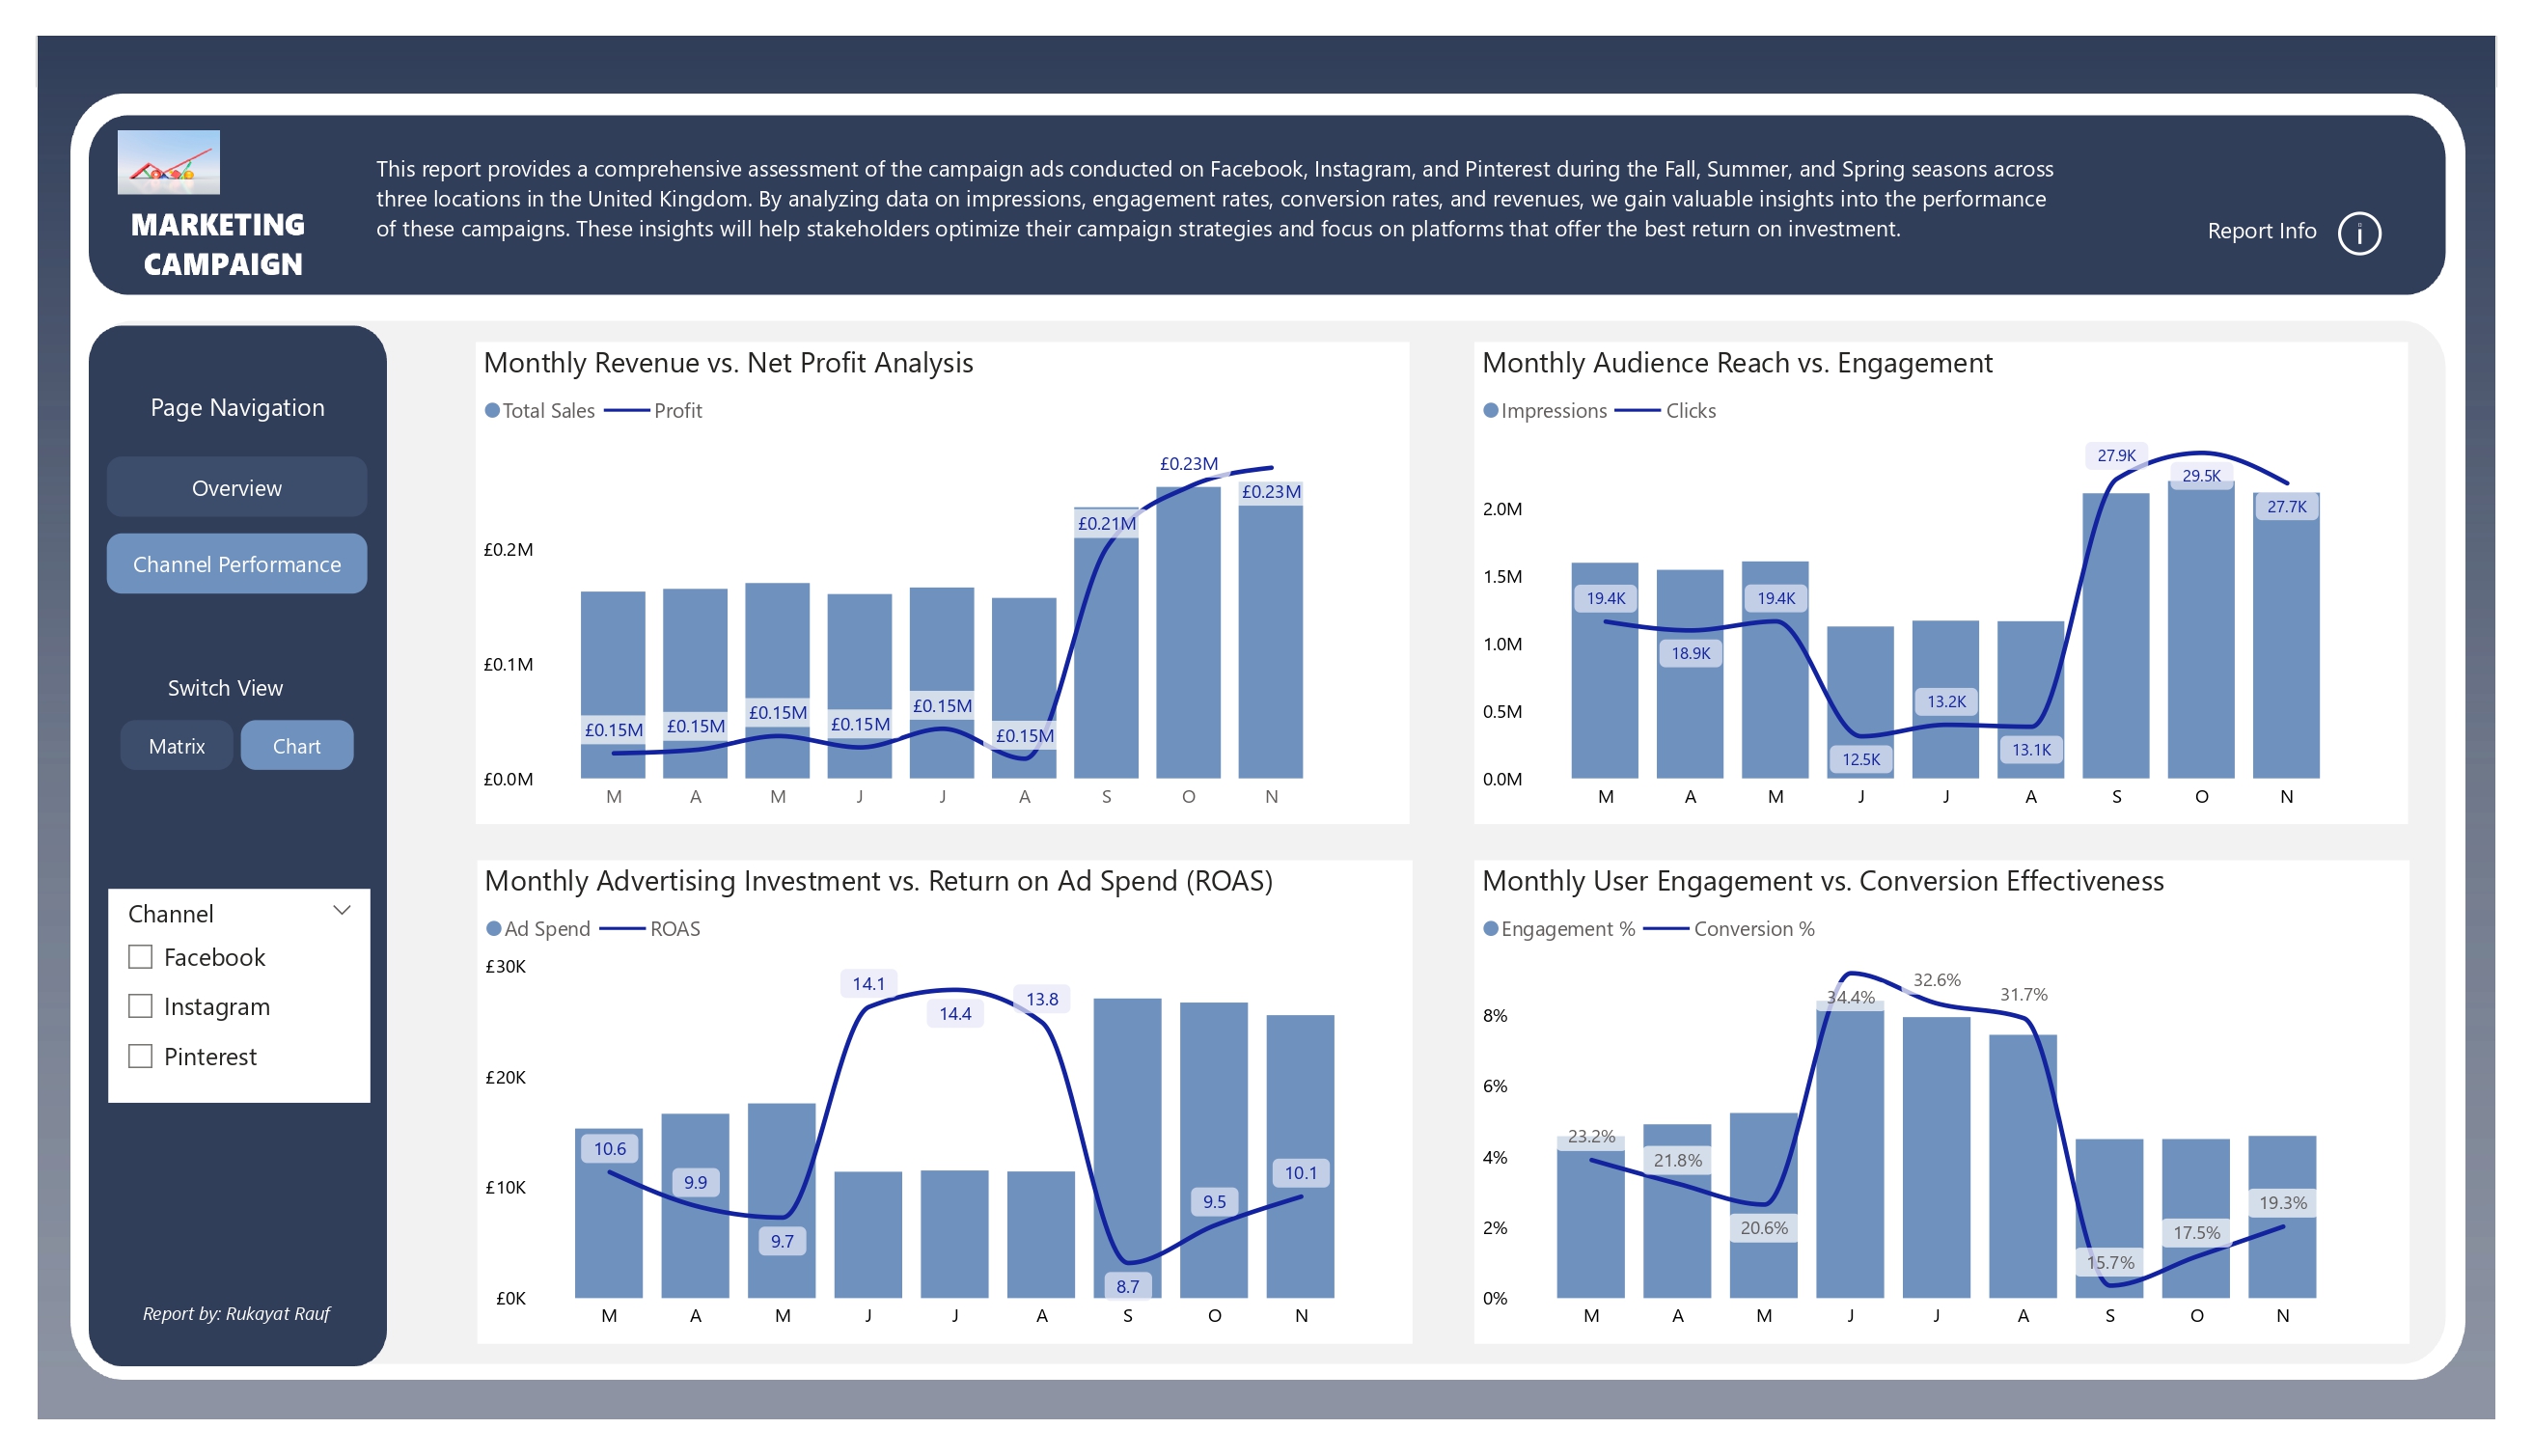 MARKETING
CAMPAIGN
This report provides a comprehensive assessment of the campaign ads conducted on Facebook, Instagram, and Pinterest during the Fall, Summer, and Spring seasons across
three locations in the United Kingdom. By analyzing data on impressions, engagement rates, conversion rates, and revenues, we gain valuable insights into the performance
of these campaigns. These insights will help stakeholders optimize their campaign strategies and focus on platforms that offer the best return on investment.
Report Info
i
Page Navigation
Overview
Channel Performance
Switch View
Matrix Chart
Channel
Facebook
Instagram
Pinterest
Report by: Rukayat Rauf
Monthly Revenue vs. Net Profit Analysis
Total Sales Profit
£0.2M
£0.1M
£0.0M
£0.15M £0.15M £0.15M £0.15M £0.15M £0.15M £0.21M £0.23M £0.23M
M A M J J A S O N
Monthly Audience Reach vs. Engagement
Impressions Clicks
2.0M
1.5M
1.0M
0.5M
0.0M
19.4K 18.9K 19.4K 12.5K 13.2K 13.1K 27.9K 29.5K 27.7K
M A M J J A S O N
Monthly Advertising Investment vs. Return on Ad Spend (ROAS)
Ad Spend ROAS
£30K
£20K
£10K
£0K
10.6 9.9 9.7 14.1 14.4 13.8 8.7 9.5 10.1
M A M J J A S O N
Monthly User Engagement vs. Conversion Effectiveness
Engagement % Conversion %
8%
6%
4%
2%
0%
23.2% 21.8% 20.6% 34.4% 32.6% 31.7% 15.7% 17.5% 19.3%
M A M J J A S O N